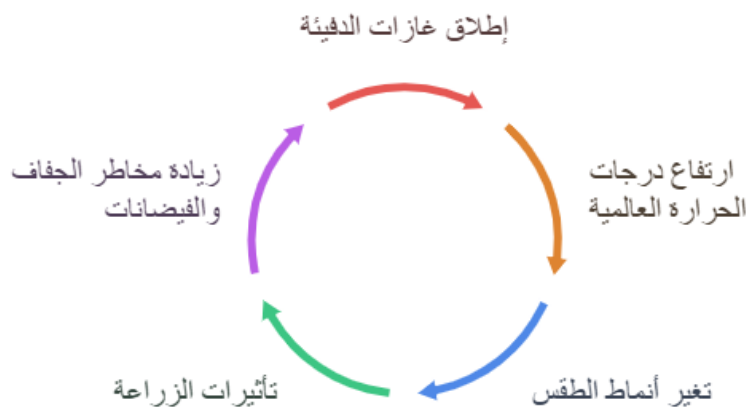 إطلاق غازات الدفيئة
ارتفاع درجات
الحرارة العالمية
تغير أنماط الطقس
تأثيرات الزراعة
زيادة مخاطر الجفاف
والفيضانات